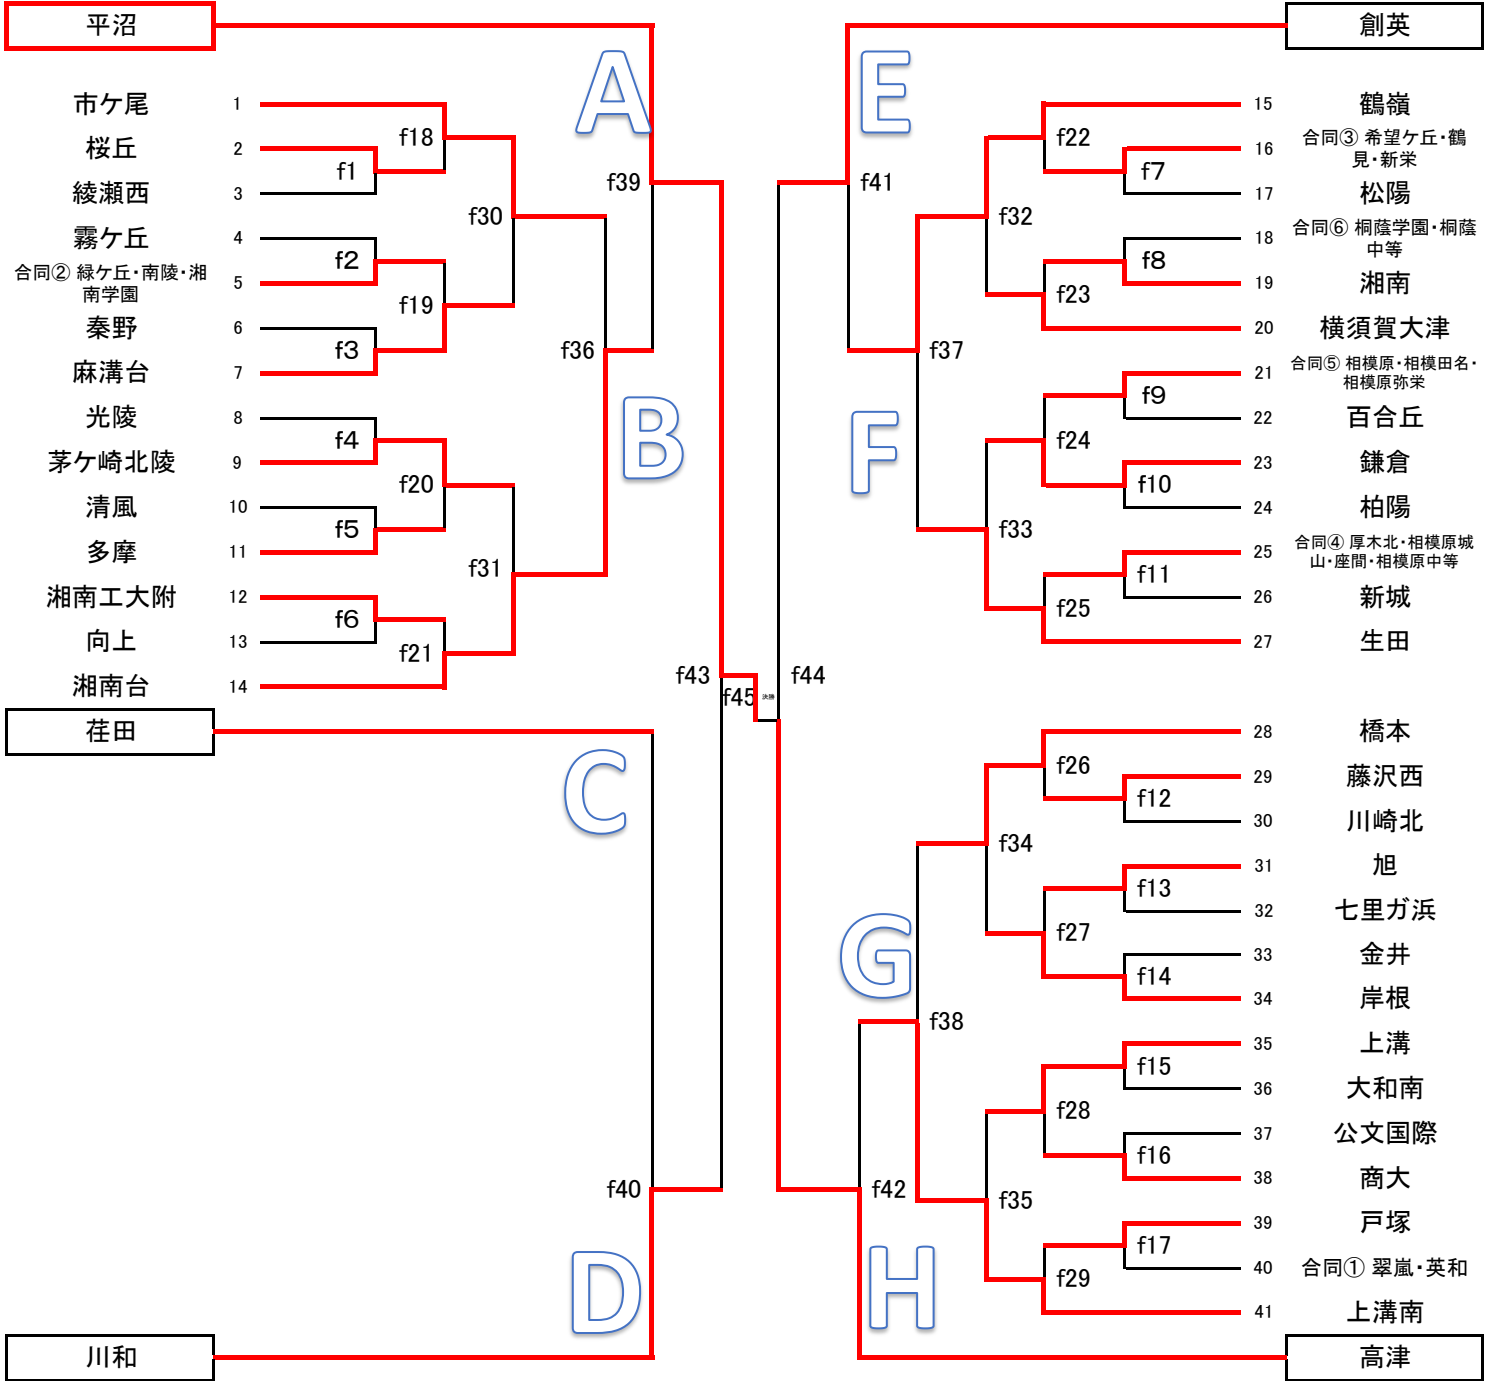 平沼
創英
A
E
市ケ尾 1
桜丘 2
綾瀬西 3
霧ケ丘 4
合同② 緑ケ丘・南陵・湘
南学園 5
秦野 6
麻溝台 7
光陵 8
茅ケ崎北陵 9
清風 10
多摩 11
湘南工大附 12
向上 13
湘南台 14
荏田
川和
f1
f2
f3
f4
f5
f6
f18
f19
f20
f21
f30
f31
f36
f39
f40
B
C
D
f43
f45
決勝
f44
f41
f42
F
G
H
f37
f38
f32
f33
f34
f35
f22
f23
f24
f25
f26
f27
f28
f29
f7
f8
f9
f10
f11
f12
f13
f14
f15
f16
f17
15 鶴嶺
合同③ 希望ケ丘・鶴
16 見・新栄
17 松陽
18 合同⑥ 桐蔭学園・桐蔭
中等
19 湘南
20 横須賀大津
21 合同⑤ 相模原・相模田名・
相模原弥栄
22 百合丘
23 鎌倉
24 柏陽
25 合同④ 厚木北・相模原城
山・座間・相模原中等
26 新城
27 生田
28 橋本
29 藤沢西
30 川崎北
31 旭
32 七里ガ浜
33 金井
34 岸根
35 上溝
36 大和南
37 公文国際
38 商大
39 戸塚
40 合同① 翠嵐・英和
41 上溝南
高津